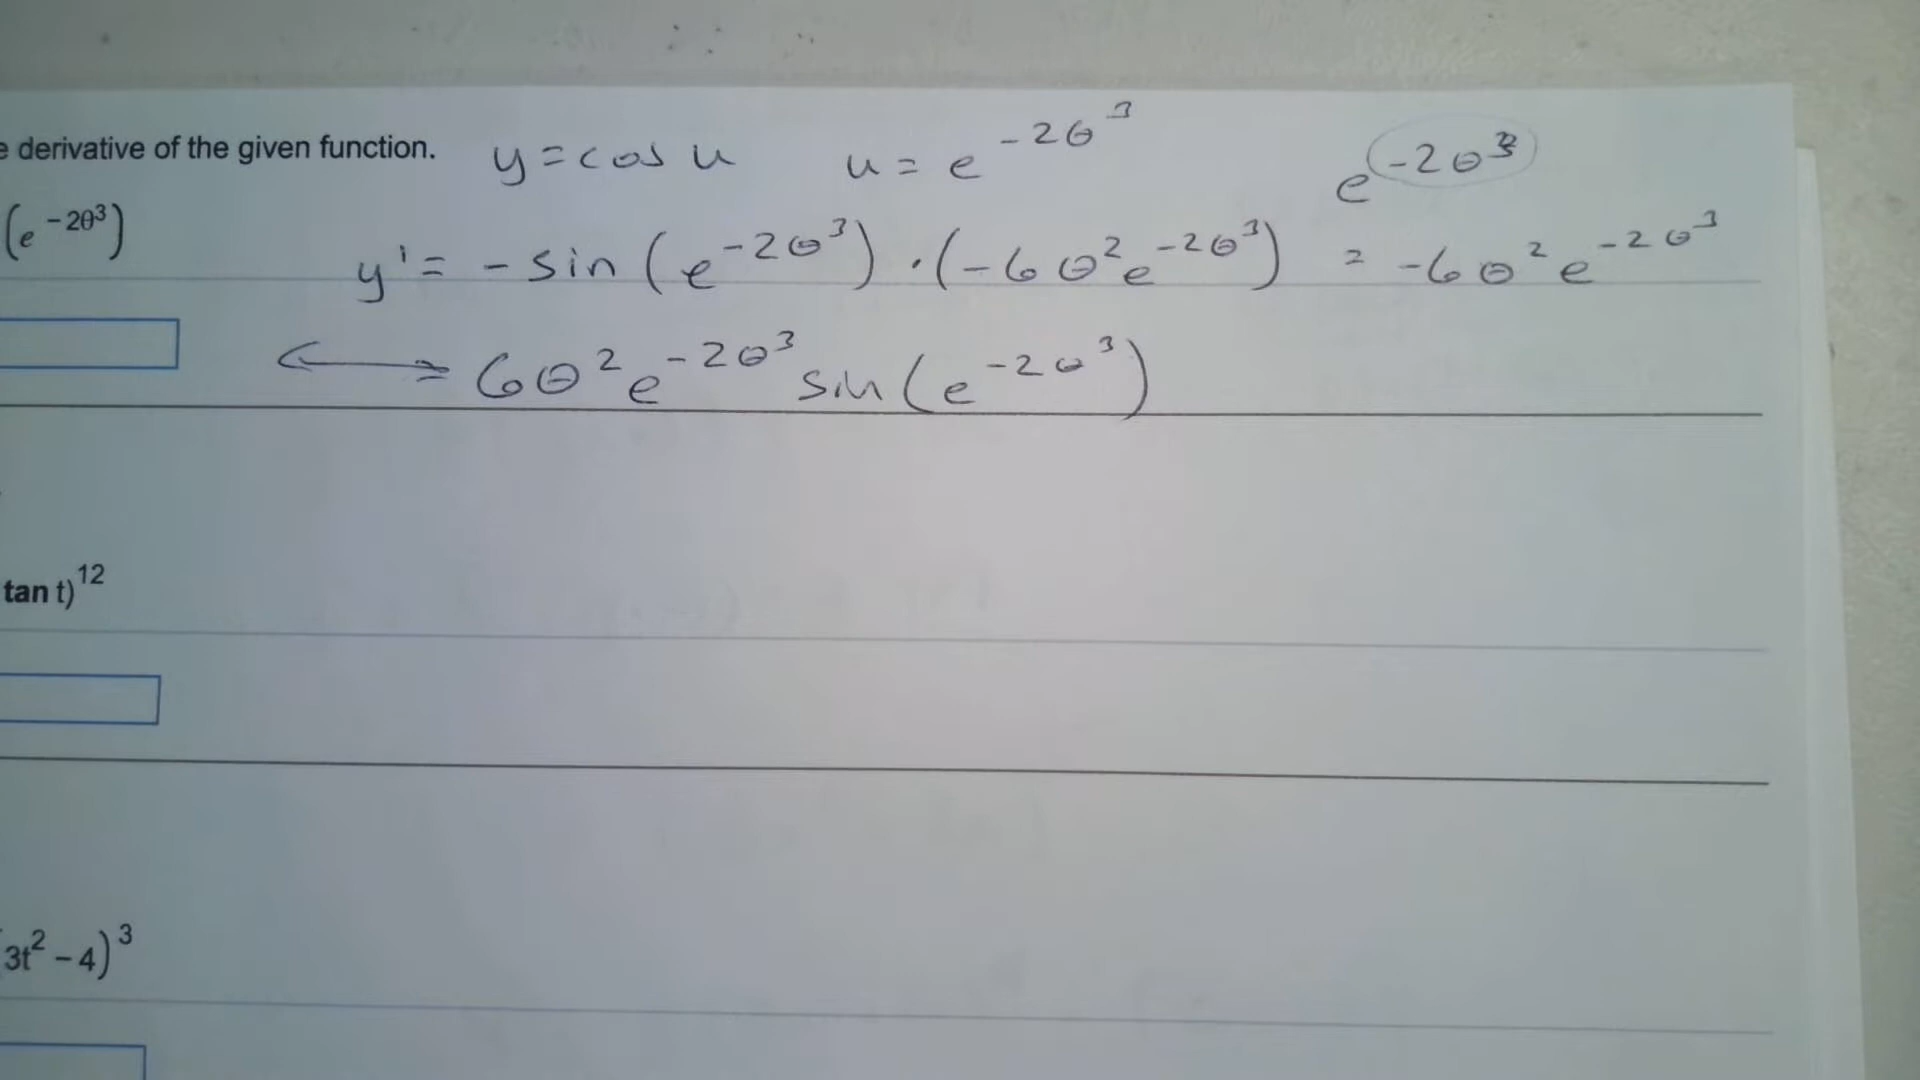 e derivative of the given function. y = cos u u = e^{-2θ^3} e^{-2θ^3}
(e^{-2θ^3})
y' = -sin(e^{-2θ^3}) · (-6θ^2 e^{-2θ^3}) = -6θ^2 e^{-2θ^3}
= 6θ^2 e^{-2θ^3} sin(e^{-2θ^3})
tan t)^{12}
3t^2 - 4)^3